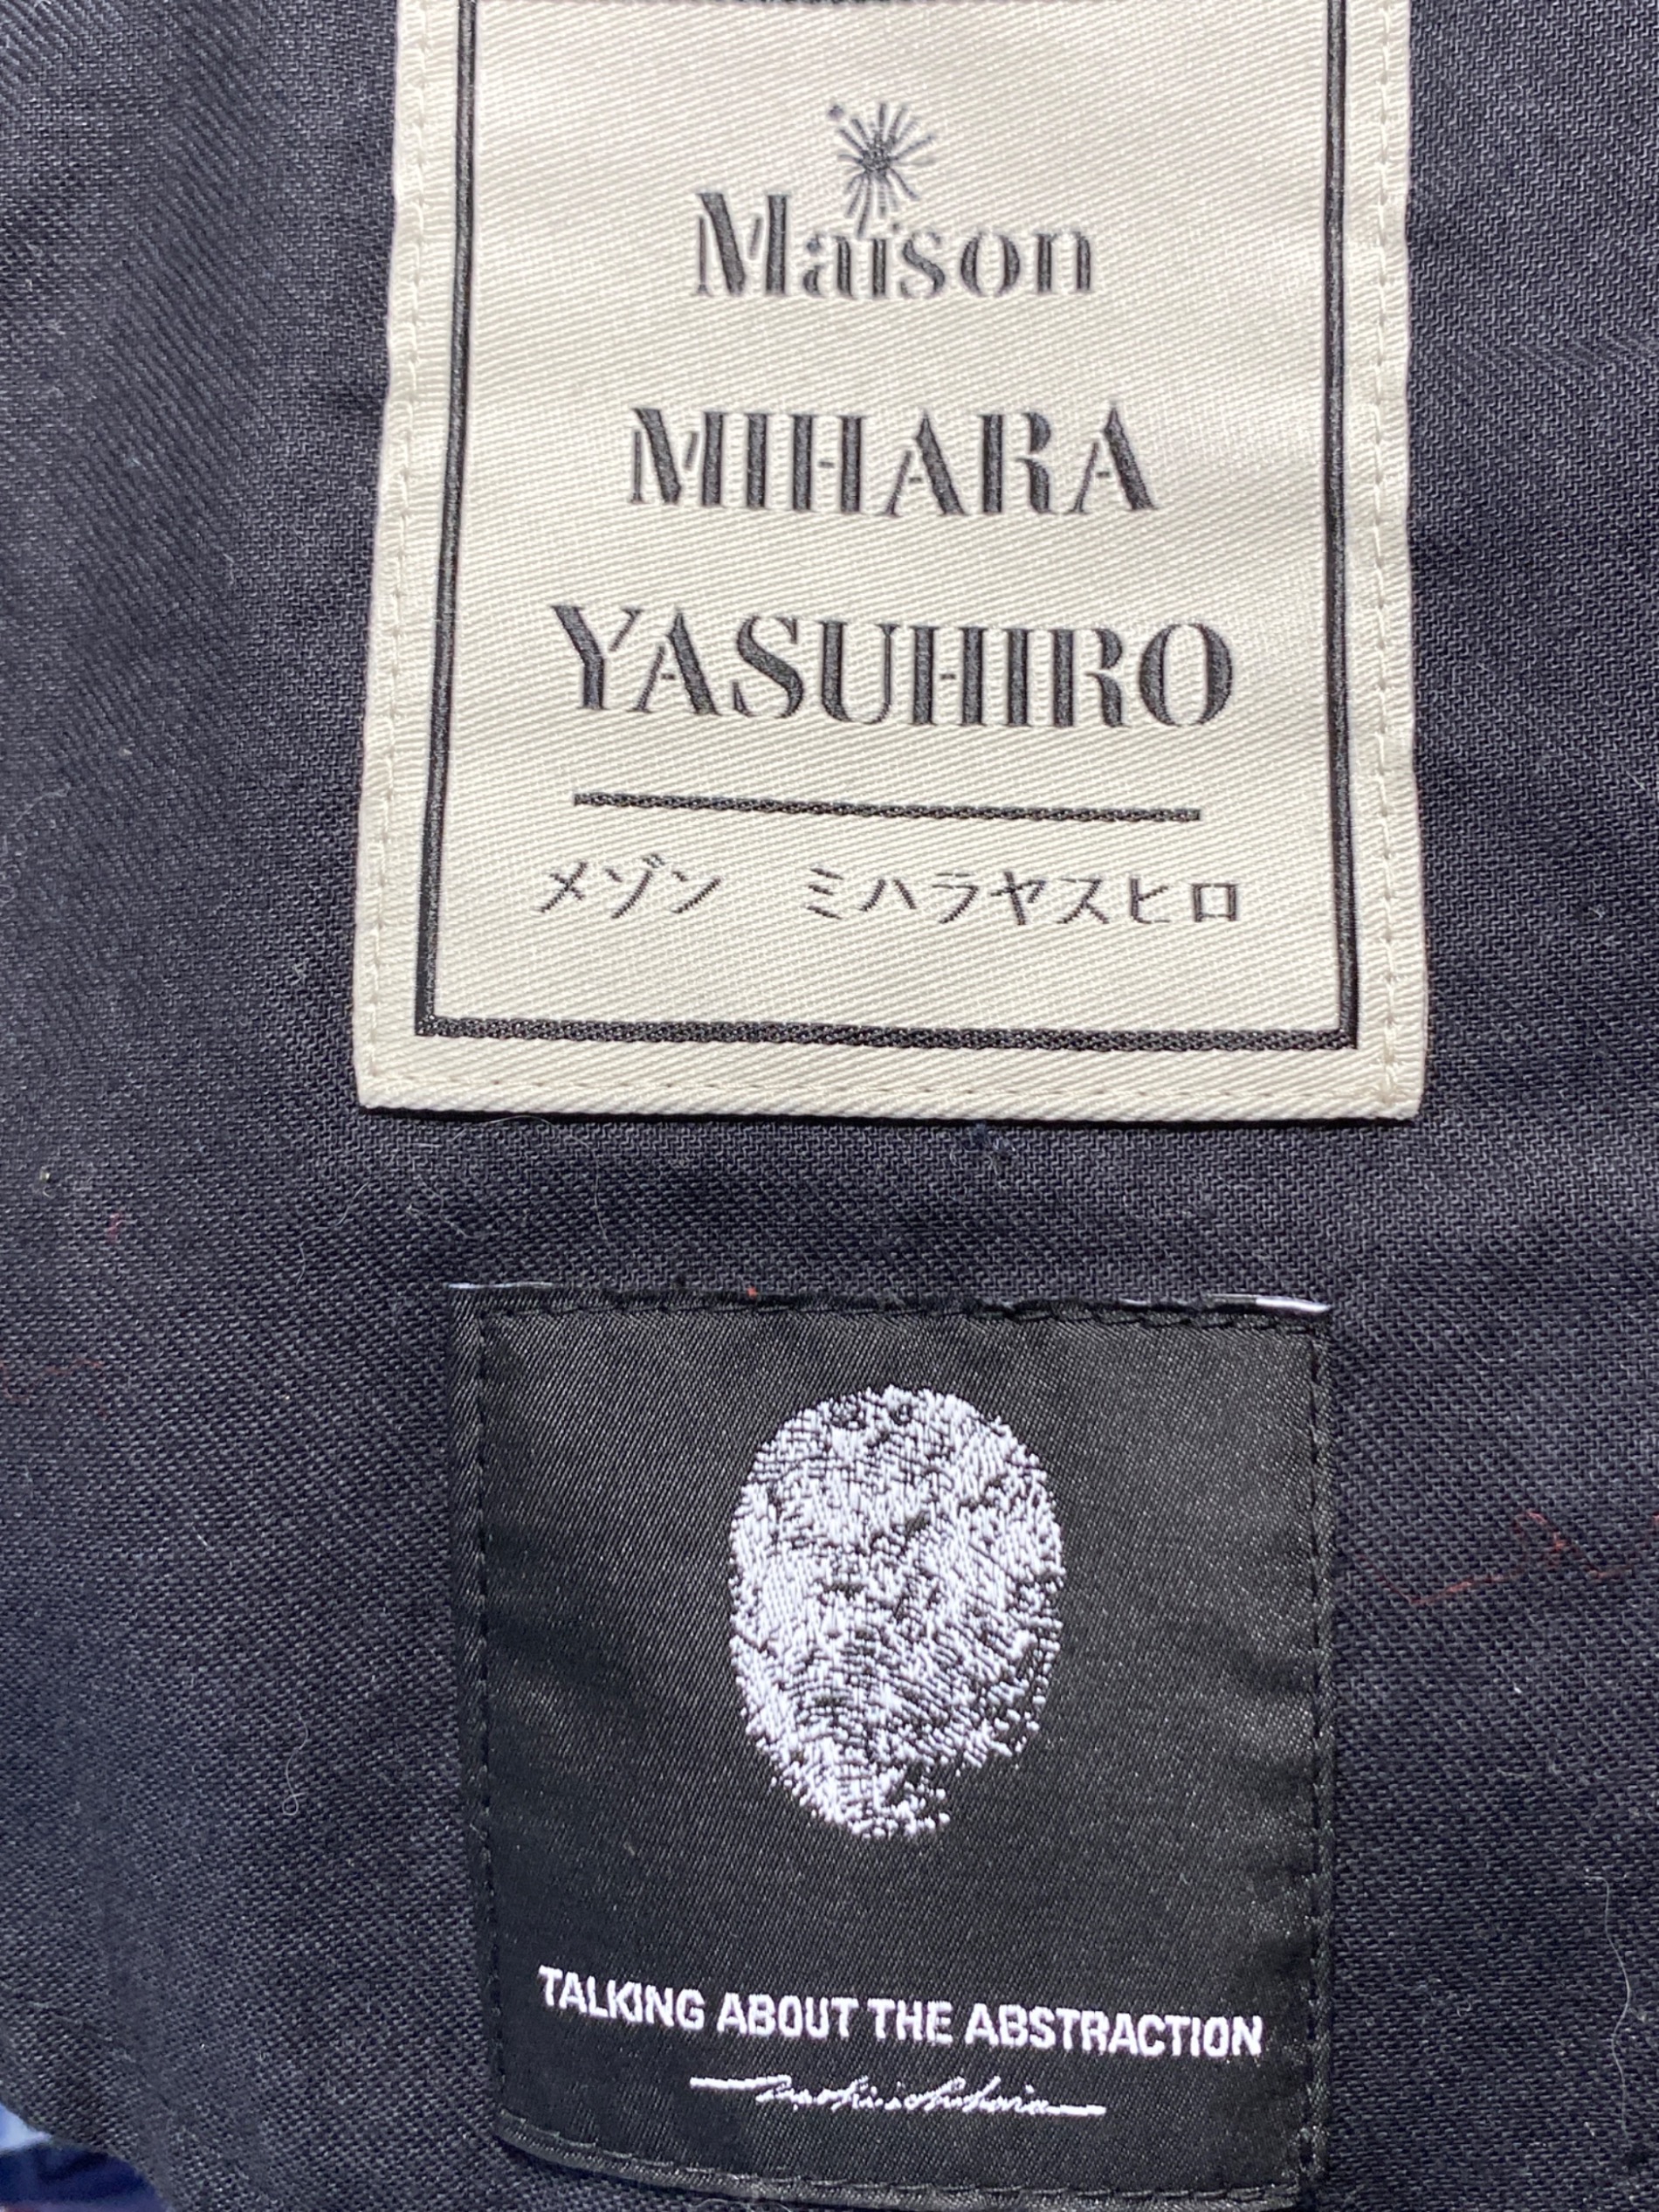 Maison
MIHARA
YASUHIRO
メゾン ミハラヤスヒロ
TALKING ABOUT THE ABSTRACTION